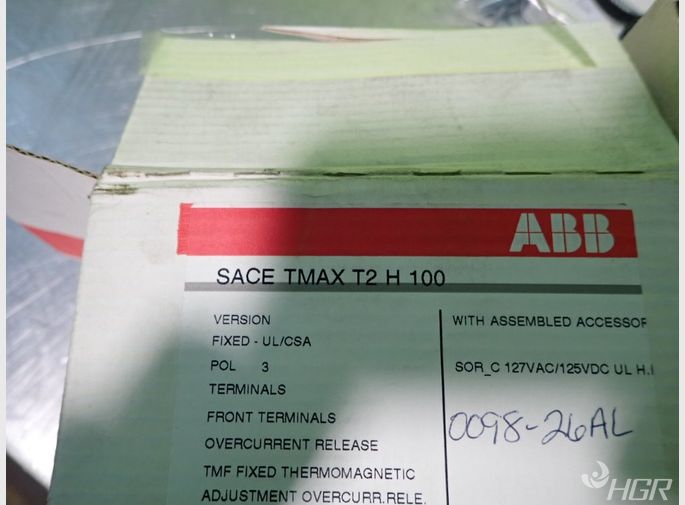 ABB
SACE TMAX T2 H 100
VERSION
FIXED - UL/CSA
POL 3
TERMINALS
FRONT TERMINALS
OVERCURRENT RELEASE
TMF FIXED THERMOMAGNETIC
ADJUSTMENT OVERCURR.RELE.
WITH ASSEMBLED ACCESSOR
SOR_C 127VAC/125VDC UL H.I
0098-26AL
HGR